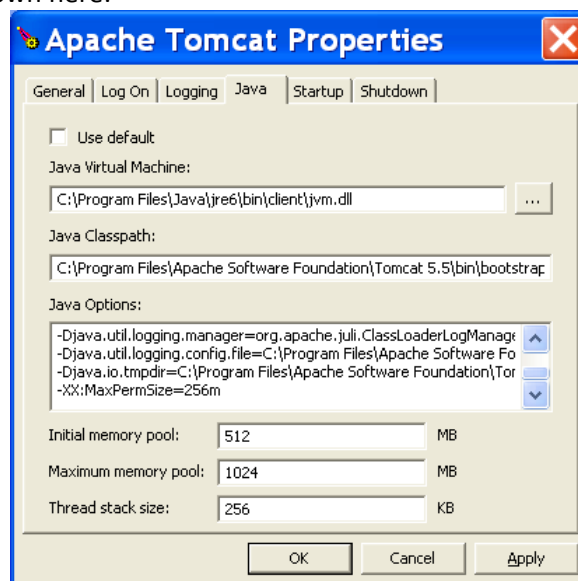 Apache Tomcat Properties
General Log On Logging Java Startup Shutdown
Use default
Java Virtual Machine:
C:\Program Files\Java\jre6\bin\client\jvm.dll ...
Java Classpath:
C:\Program Files\Apache Software Foundation\Tomcat 5.5\bin\bootstrap
Java Options:
-Djava.util.logging.manager=org.apache.juli.ClassLoaderLogManage
-Djava.util.logging.config.file=C:\Program Files\Apache Software Fo
-Djava.io.tmpdir=C:\Program Files\Apache Software Foundation\Tor
-XX:MaxPermSize=256m
Initial memory pool: 512 MB
Maximum memory pool: 1024 MB
Thread stack size: 256 KB
OK Cancel Apply